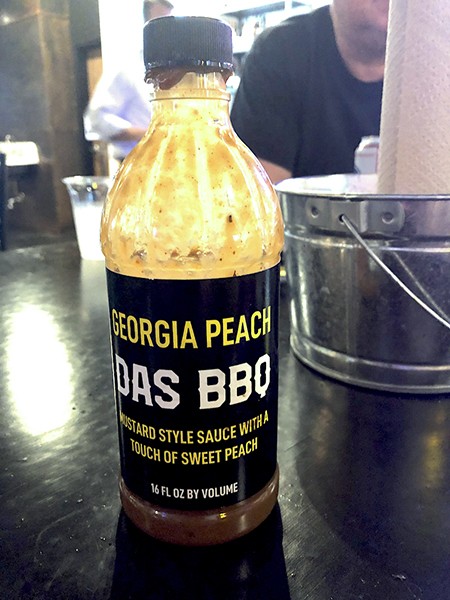 GEORGIA PEACH
DAS BBQ
MUSTARD STYLE SAUCE WITH A
TOUCH OF SWEET PEACH
16 FL OZ BY VOLUME